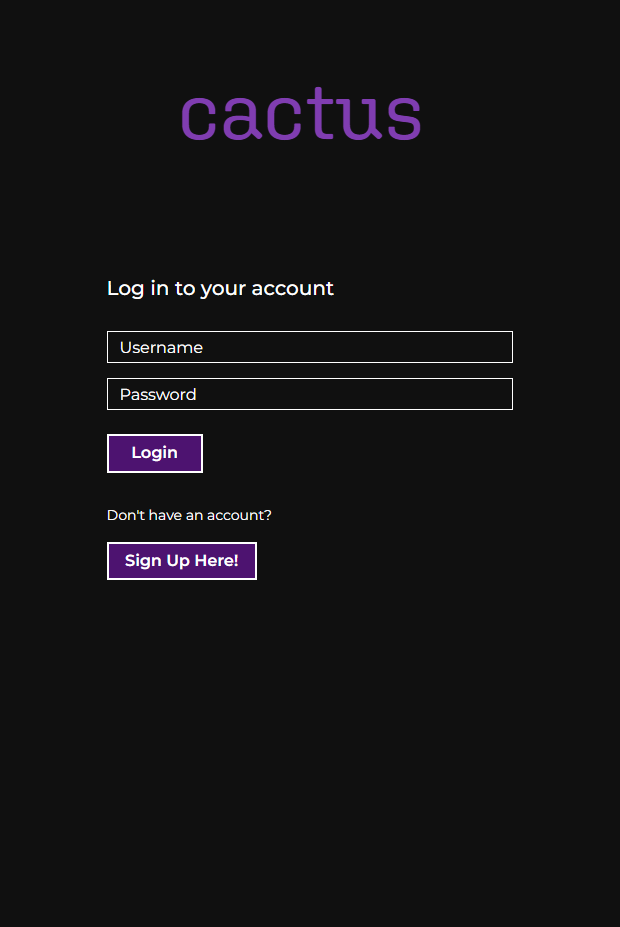 cactus
Log in to your account
Username
Password
Login
Don't have an account?
Sign Up Here!